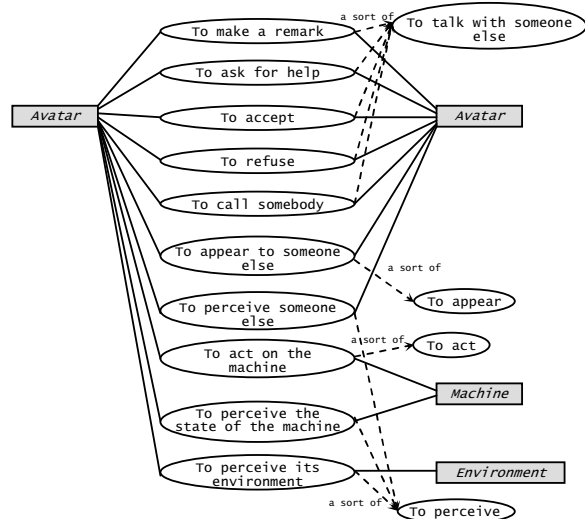 a sort of
To talk with someone
else
To make a remark
To ask for help
Avatar
To accept
Avatar
To refuse
To call somebody
To appear to someone
else
a sort of
To appear
To perceive someone
else
a sort of
To act
To act on the
machine
Machine
To perceive the
state of the machine
To perceive its
environment
Environment
a sort of
To perceive